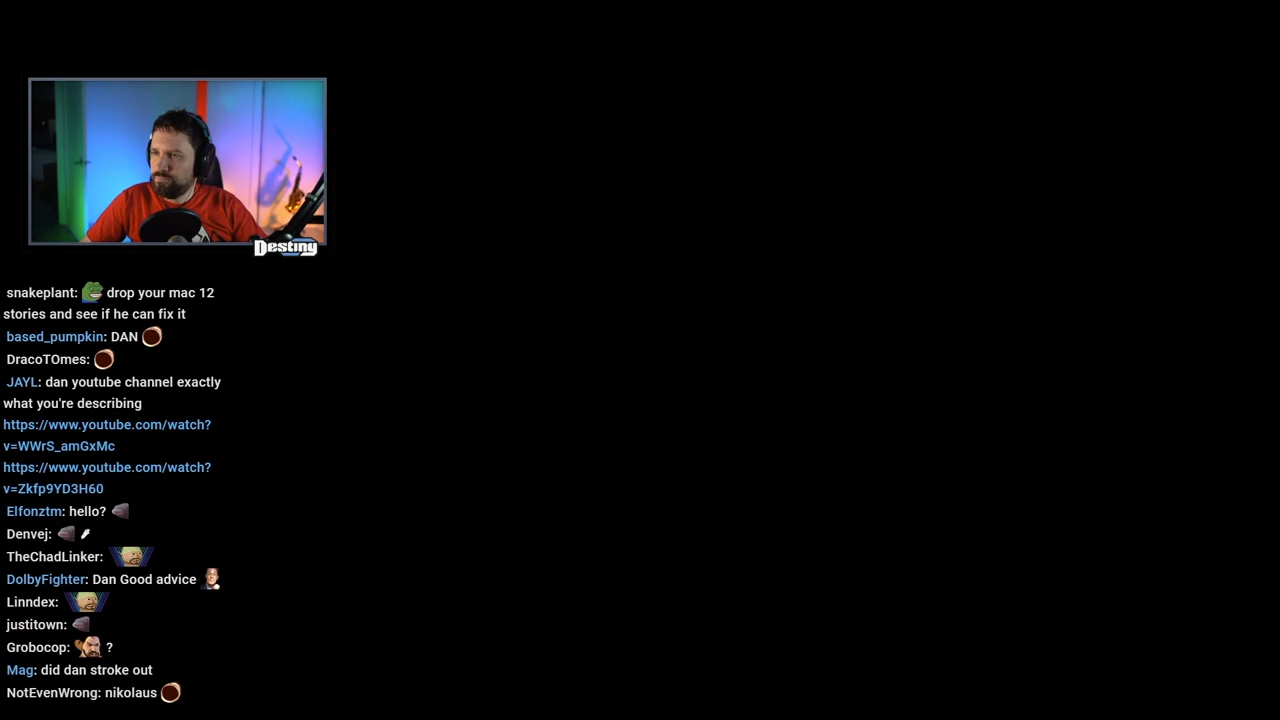 Destiny
snakeplant: drop your mac 12
stories and see if he can fix it
based_pumpkin: DAN
DracoTOmes:
JAYL: dan youtube channel exactly
what you're describing
https://www.youtube.com/watch?
v=WWrS_amGxMc
https://www.youtube.com/watch?
v=Zkfp9YD3H60
Elfonztm: hello?
Denvej:
TheChadLinker:
DolbyFighter: Dan Good advice
Linndex:
justitown:
Grobocop: ?
Mag: did dan stroke out
NotEvenWrong: nikolaus